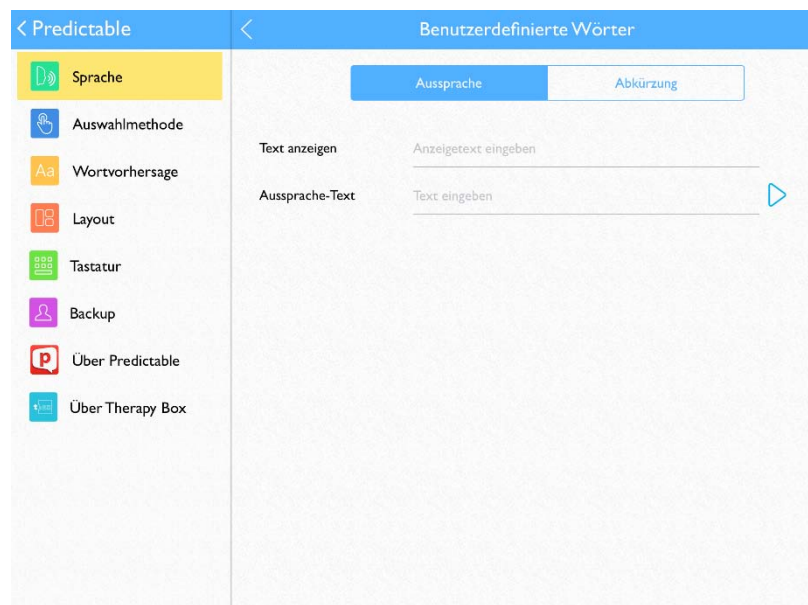 Predictable
Benutzerdefinierte Wörter
Sprache
Auswahlmethode
Aa
Wortvorhersage
Layout
Tastatur
Backup
p
Über Predictable
Über Therapy Box
Aussprache
Abkürzung
Text anzeigen
Anzeigetext eingeben
Aussprache-Text
Text eingeben